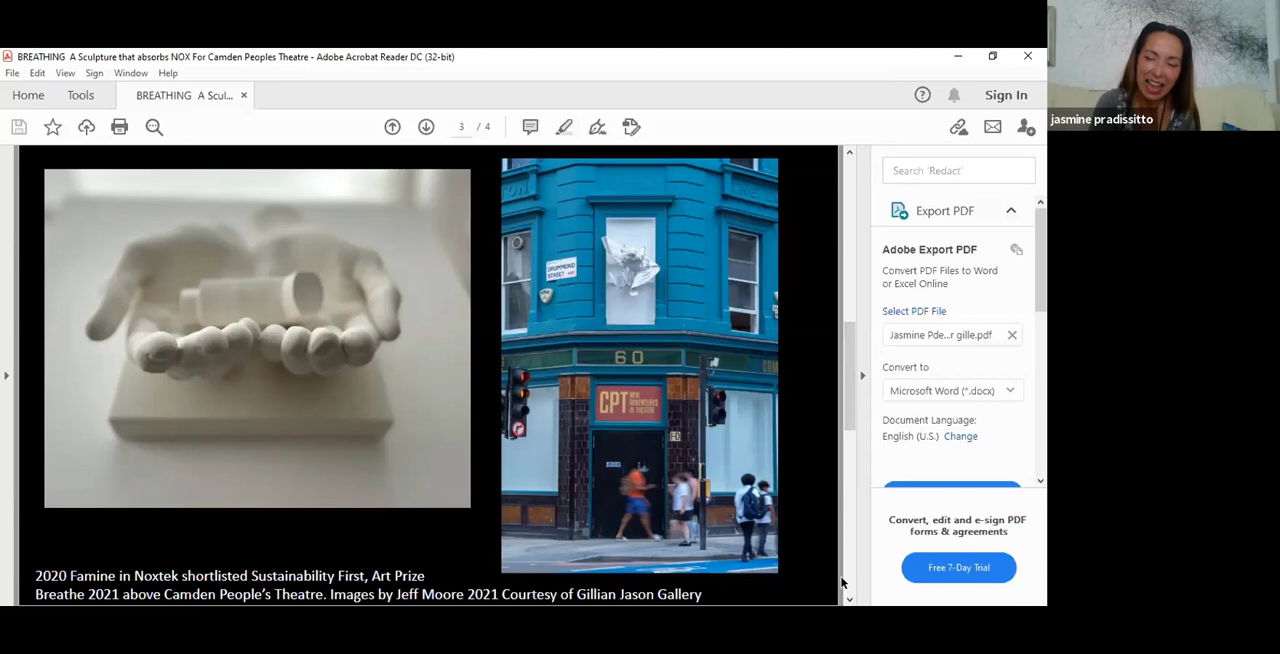 BREATHING A Sculpture that absorbs NOX For Camden Peoples Theatre - Adobe Acrobat Reader DC (32-bit)
File Edit View Sign Window Help
Home Tools BREATHING A Scul... × Sign In
3 / 4
jasmine pradissitto
DRUMMOND
STREET
60
CPT NEW
ADVENTURES
IN THEATRE
2020 Famine in Noxtek shortlisted Sustainability First, Art Prize
Breathe 2021 above Camden People's Theatre. Images by Jeff Moore 2021 Courtesy of Gillian Jason Gallery
Search 'Redact'
Export PDF
Adobe Export PDF
Convert PDF Files to Word
or Excel Online
Select PDF File
Jasmine Pde...r gille.pdf
Convert to
Microsoft Word (*.docx)
Document Language:
English (U.S.) Change
Convert, edit and e-sign PDF
forms & agreements
Free 7-Day Trial